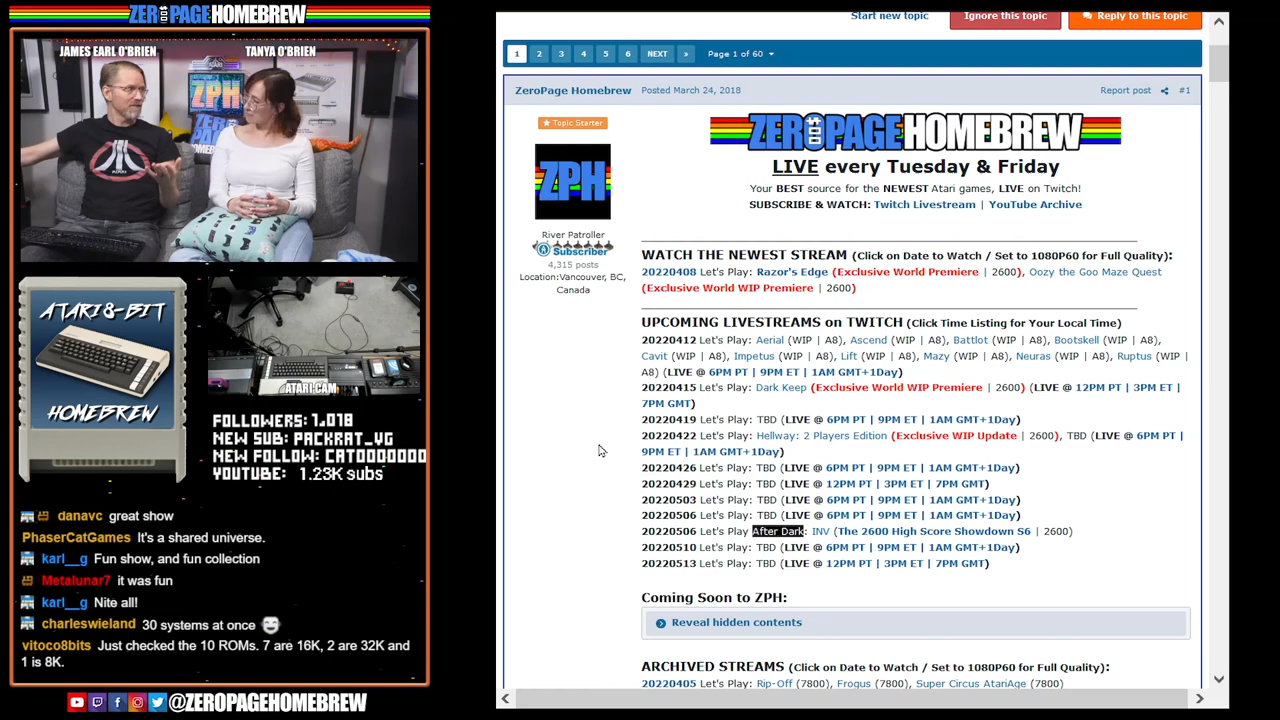 ZEROPAGE HOMEBREW
JAMES EARL O'BRIEN
TANYA O'BRIEN
ATARI
ZPH
ATARI 8-BIT
HOMEBREW
ATARI CAM
FOLLOWERS: 1,018
NEW SUB: PACKRAT_VG
NEW FOLLOW: CATO000000
YOUTUBE: 1.23K subs
danavc great show
PhaserCatGames It's a shared universe.
karl__g Fun show, and fun collection
Metalunar7 it was fun
karl__g Nite all!
charleswieland 30 systems at once
vitoco8bits Just checked the 10 ROMs. 7 are 16K, 2 are 32K and
1 is 8K.
@ZEROPAGEHOMEBREW
Start new topic
Ignore this topic
Reply to this topic
1 2 3 4 5 6 NEXT » Page 1 of 60
ZeroPage Homebrew Posted March 24, 2018 Report post #1
Topic Starter
ZPH
River Patroller
Subscriber
4,315 posts
Location:Vancouver, BC,
Canada
ZEROPAGEHOMEBREW
LIVE every Tuesday & Friday
Your BEST source for the NEWEST Atari games, LIVE on Twitch!
SUBSCRIBE & WATCH: Twitch Livestream | YouTube Archive
WATCH THE NEWEST STREAM (Click on Date to Watch / Set to 1080P60 for Full Quality):
20220408 Let's Play: Razor's Edge (Exclusive World Premiere | 2600), Oozy the Goo Maze Quest
(Exclusive World WIP Premiere | 2600)
UPCOMING LIVESTREAMS on TWITCH (Click Time Listing for Your Local Time)
20220412 Let's Play: Aerial (WIP | A8), Ascend (WIP | A8), Battlot (WIP | A8), Bootskell (WIP | A8),
Cavit (WIP | A8), Impetus (WIP | A8), Lift (WIP | A8), Mazy (WIP | A8), Neuras (WIP | A8), Ruptus (WIP |
A8) (LIVE @ 6PM PT | 9PM ET | 1AM GMT+1Day)
20220415 Let's Play: Dark Keep (Exclusive World WIP Premiere | 2600) (LIVE @ 12PM PT | 3PM ET |
7PM GMT)
20220419 Let's Play: TBD (LIVE @ 6PM PT | 9PM ET | 1AM GMT+1Day)
20220422 Let's Play: Hellway: 2 Players Edition (Exclusive WIP Update | 2600), TBD (LIVE @ 6PM PT |
9PM ET | 1AM GMT+1Day)
20220426 Let's Play: TBD (LIVE @ 6PM PT | 9PM ET | 1AM GMT+1Day)
20220429 Let's Play: TBD (LIVE @ 12PM PT | 3PM ET | 7PM GMT)
20220503 Let's Play: TBD (LIVE @ 6PM PT | 9PM ET | 1AM GMT+1Day)
20220506 Let's Play: TBD (LIVE @ 6PM PT | 9PM ET | 1AM GMT+1Day)
20220506 Let's Play After Dark: INV (The 2600 High Score Showdown S6 | 2600)
20220510 Let's Play: TBD (LIVE @ 6PM PT | 9PM ET | 1AM GMT+1Day)
20220513 Let's Play: TBD (LIVE @ 12PM PT | 3PM ET | 7PM GMT)
Coming Soon to ZPH:
Reveal hidden contents
ARCHIVED STREAMS (Click on Date to Watch / Set to 1080P60 for Full Quality):
20220405 Let's Play: Rip-Off (7800), Frogus (7800), Super Circus AtariAge (7800)